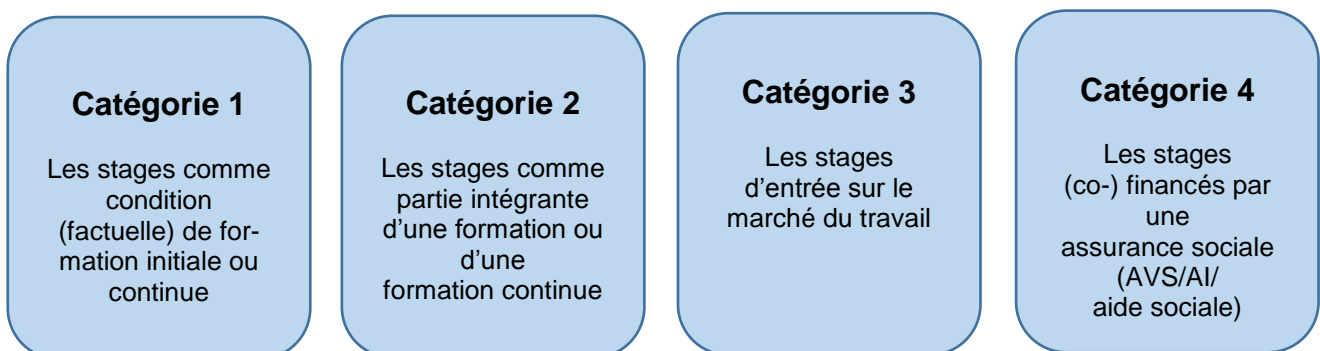 Catégorie 1
Les stages comme
condition
(factuelle) de for-
mation initiale ou
continue
Catégorie 2
Les stages comme
partie intégrante
d’une formation ou
d’une
formation continue
Catégorie 3
Les stages
d’entrée sur le
marché du travail
Catégorie 4
Les stages
(co-) financés par
une
assurance sociale
(AVS/AI/
aide sociale)